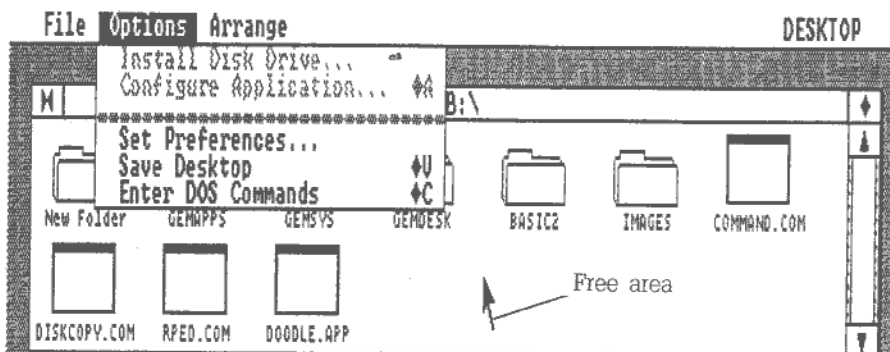 File Options Arrange DESKTOP
Install Disk Drive...
Configure Application... ♦A
B:\
Set Preferences...
Save Desktop ♦V
Enter DOS Commands ♦C
New Folder GEMAPPS GEMSYS GEMDESK BASIC2 IMAGES COMMAND.COM
Free area
DISKCOPY.COM RPED.COM DOODLE.APP